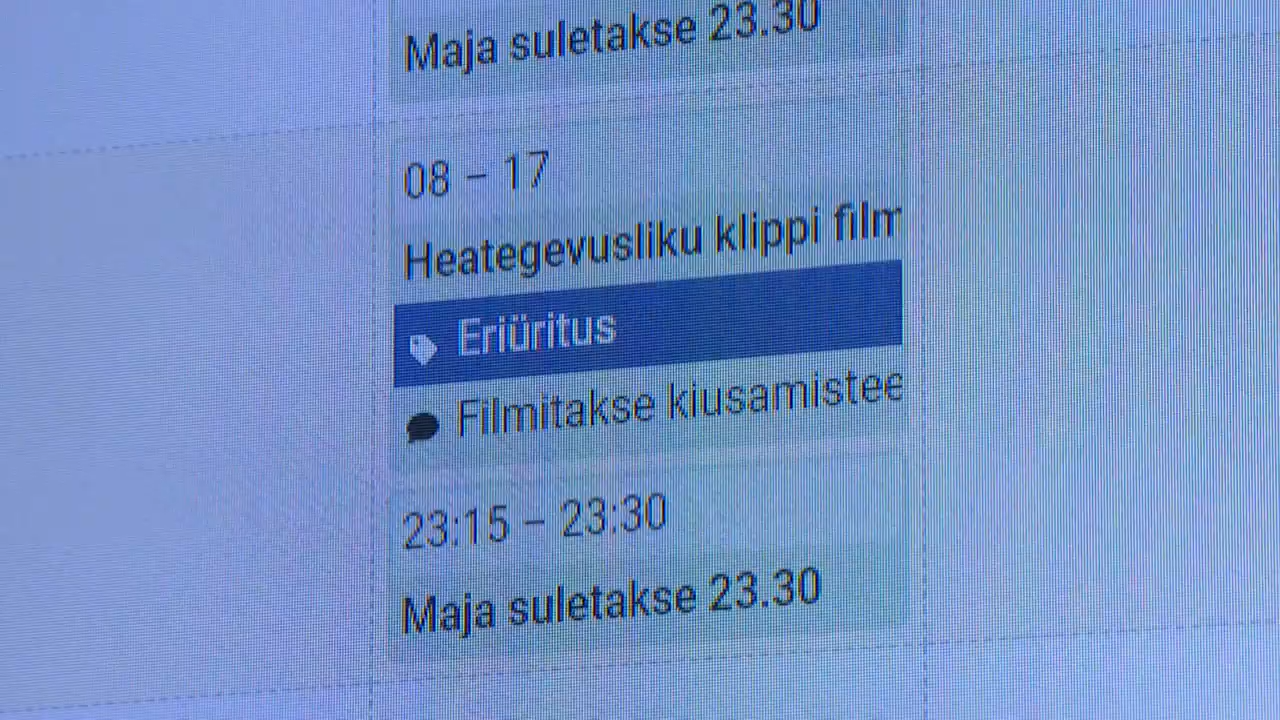 Maja suletakse 23.30
08 – 17
Heategevusliku klippi film
Eriüritus
Filmitakse kiusamistee
23:15 – 23:30
Maja suletakse 23.30